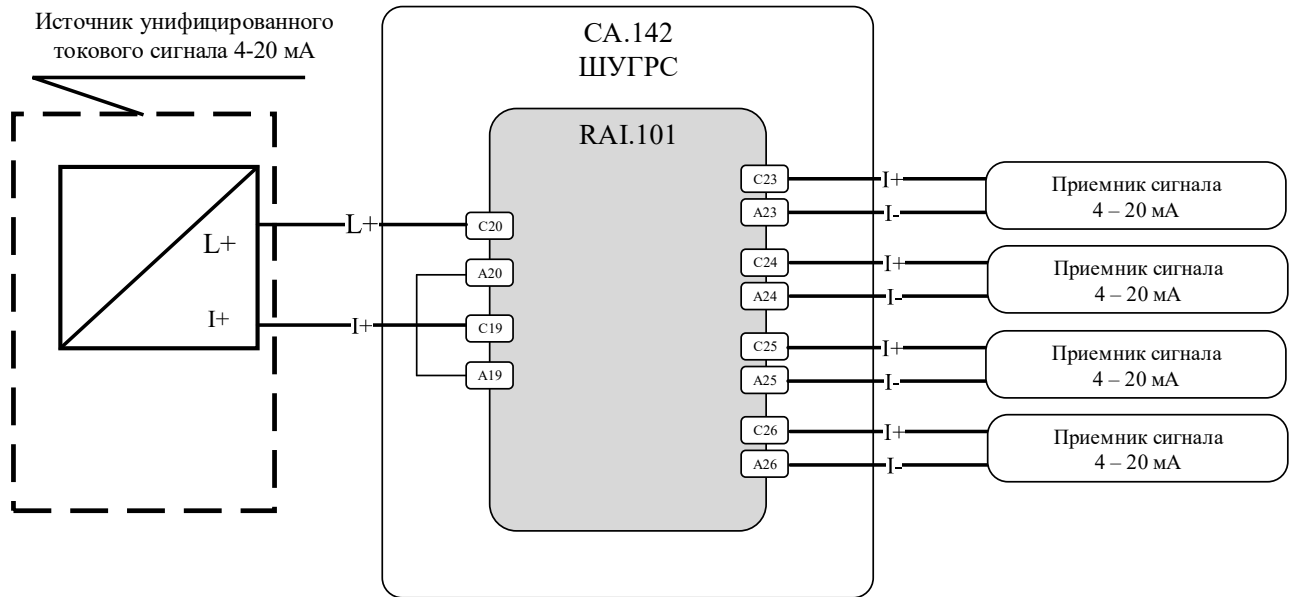 Источник унифицированного
токового сигнала 4-20 мА
СА.142
ШУГРС
RAI.101
L+
I+
L+
I+
C20
A20
C19
A19
C23
A23
C24
A24
C25
A25
C26
A26
I+
I-
I+
I-
I+
I-
I+
I-
Приемник сигнала
4 – 20 мА
Приемник сигнала
4 – 20 мА
Приемник сигнала
4 – 20 мА
Приемник сигнала
4 – 20 мА